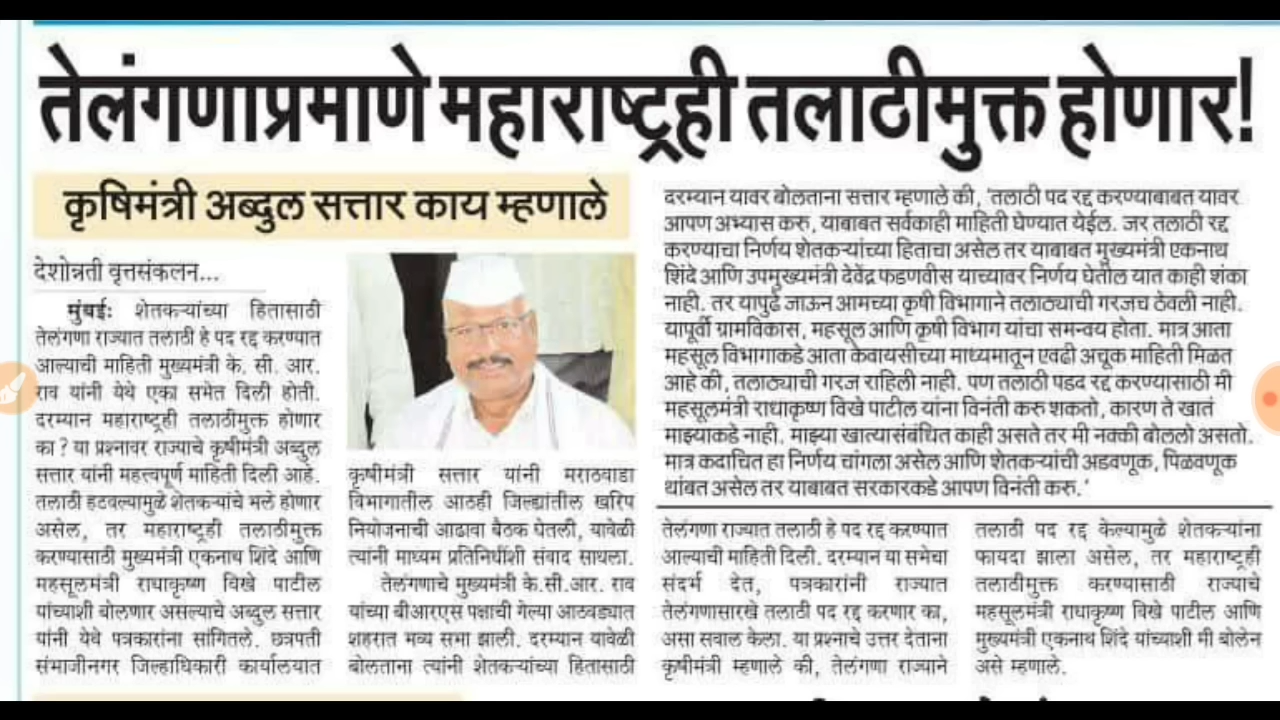 तेलंगणाप्रमाणे महाराष्ट्रही तलाठीमुक्त होणार!
कृषिमंत्री अब्दुल सत्तार काय म्हणाले
देशोन्नती वृत्तसंकलन...
मुंबई: शेतकऱ्यांच्या हितासाठी
तेलंगणा राज्यात तलाठी हे पद रद्द करण्यात
आल्याची माहिती मुख्यमंत्री के. सी. आर.
राव यांनी येथे एका सभेत दिली होती.
दरम्यान महाराष्ट्रही तलाठीमुक्त होणार
का? या प्रश्नावर राज्याचे कृषीमंत्री अब्दुल
सत्तार यांनी महत्त्वपूर्ण माहिती दिली आहे.
तलाठी हटवल्यामुळे शेतकऱ्यांचे भले होणार
असेल, तर महाराष्ट्रही तलाठीमुक्त
करण्यासाठी मुख्यमंत्री एकनाथ शिंदे आणि
महसूलमंत्री राधाकृष्ण विखे पाटील
यांच्याशी बोलणार असल्याचे अब्दुल सत्तार
यांनी येथे पत्रकारांना सांगितले. छत्रपती
संभाजीनगर जिल्हाधिकारी कार्यालयात
कृषीमंत्री सत्तार यांनी मराठवाडा
विभागातील आठही जिल्ह्यांतील खरिप
नियोजनाची आढावा बैठक घेतली, यावेळी
त्यांनी माध्यम प्रतिनिधींशी संवाद साधला.
तेलंगणाचे मुख्यमंत्री के.सी.आर. राव
यांच्या बीआरएस पक्षाची गेल्या आठवड्यात
शहरात भव्य सभा झाली. दरम्यान यावेळी
बोलताना त्यांनी शेतकऱ्यांच्या हितासाठी
दरम्यान यावर बोलताना सत्तार म्हणाले की, 'तलाठी पद रद्द करण्याबाबत यावर
आपण अभ्यास करु, याबाबत सर्वकाही माहिती घेण्यात येईल. जर तलाठी रद्द
करण्याचा निर्णय शेतकऱ्यांच्या हिताचा असेल तर याबाबत मुख्यमंत्री एकनाथ
शिंदे आणि उपमुख्यमंत्री देवेंद्र फडणवीस याच्यावर निर्णय घेतील यात काही शंका
नाही. तर यापुढे जाऊन आमच्या कृषी विभागाने तलाठ्याची गरजच ठेवली नाही.
यापूर्वी ग्रामविकास, महसूल आणि कृषी विभाग यांचा समन्वय होता. मात्र आता
महसूल विभागाकडे आता केवायसीच्या माध्यमातून एवढी अचूक माहिती मिळत
आहे की, तलाठ्याची गरज राहिली नाही. पण तलाठी पडद रद्द करण्यासाठी मी
महसूलमंत्री राधाकृष्ण विखे पाटील यांना विनंती करु शकतो, कारण ते खातं
माझ्याकडे नाही. माझ्या खात्यासंबंधित काही असते तर मी नक्की बोललो असतो.
मात्र कदाचित हा निर्णय चांगला असेल आणि शेतकऱ्यांची अडवणूक, पिळवणूक
थांबत असेल तर याबाबत सरकारकडे आपण विनंती करु.'
तेलंगणा राज्यात तलाठी हे पद रद्द करण्यात
आल्याची माहिती दिली. दरम्यान या सभेचा
संदर्भ देत, पत्रकारांनी राज्यात
तेलंगणासारखे तलाठी पद रद्द करणार का,
असा सवाल केला. या प्रश्नाचे उत्तर देताना
कृषीमंत्री म्हणाले की, तेलंगणा राज्याने
तलाठी पद रद्द केल्यामुळे शेतकऱ्यांना
फायदा झाला असेल, तर महाराष्ट्रही
तलाठीमुक्त करण्यासाठी राज्याचे
महसूलमंत्री राधाकृष्ण विखे पाटील आणि
मुख्यमंत्री एकनाथ शिंदे यांच्याशी मी बोलेन
असे म्हणाले.